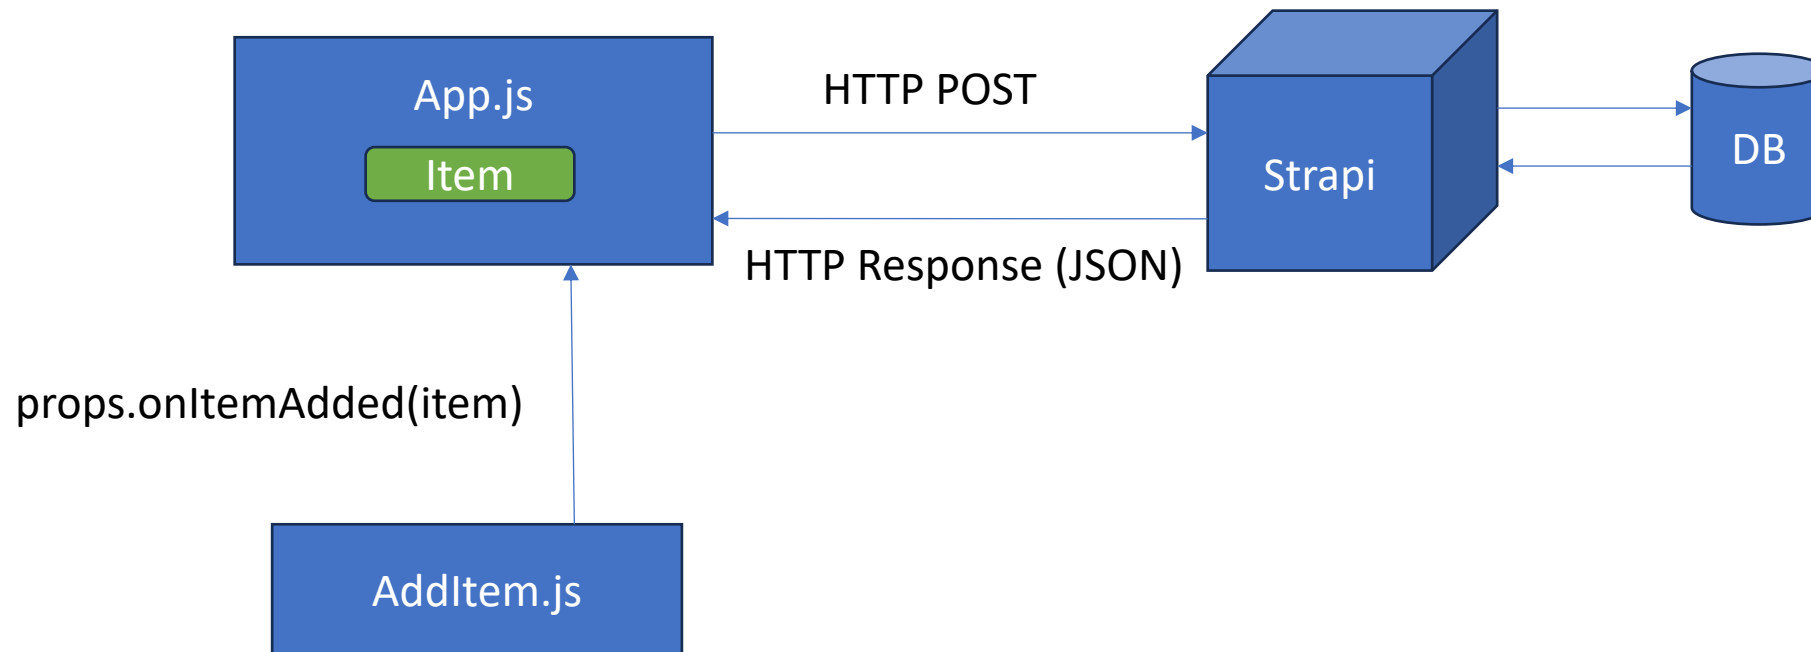 App.js
Item
HTTP POST
Strapi
DB
HTTP Response (JSON)
props.onItemAdded(item)
AddItem.js